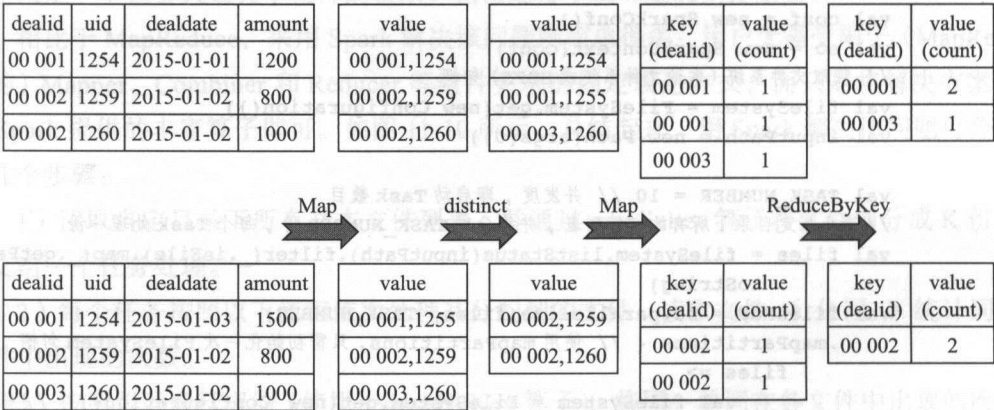 dealid uid dealdate amount value value key (dealid) value (count) key (dealid) value (count)
00 001 1254 2015-01-01 1200 00 001,1254 00 001,1254 00 001 1 00 001 2
00 002 1259 2015-01-02 800 00 001,1255 00 001 1 00 003 1
00 002 1260 2015-01-02 1000 00 002,1260 00 003,1260 00 003 1
Map distinct Map ReduceByKey
dealid uid dealdate amount value value key (dealid) value (count) key (dealid) value (count)
00 001 1254 2015-01-01 00 001,1255 00 002,1259 00 002 1 00 002 2
00 002 1259 2015-01-02 800 00 002,1259 00 002,1260 00 002 1
00 003 1260 2015-01-02 1000 00 003,1260